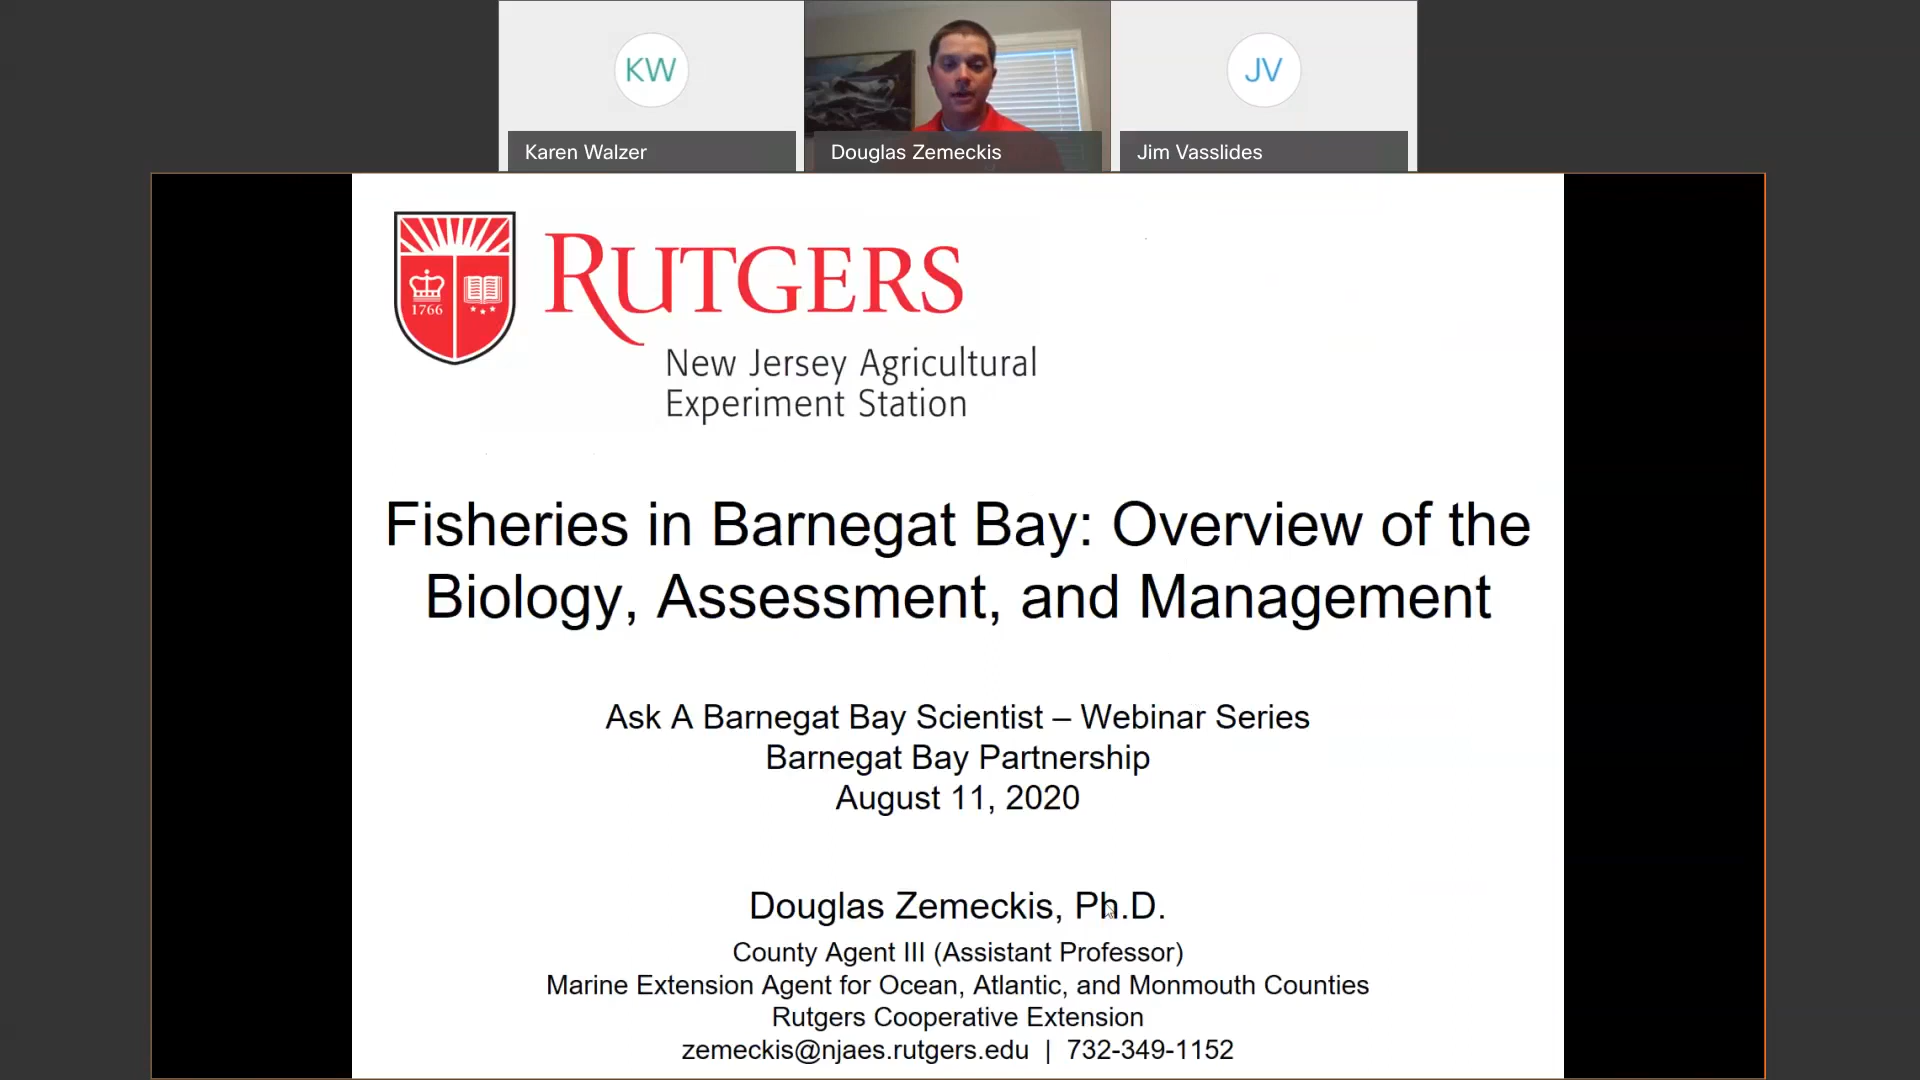 KW
JV
Karen Walzer
Douglas Zemeckis
Jim Vasslides
1766
RUTGERS
New Jersey Agricultural
Experiment Station
Fisheries in Barnegat Bay: Overview of the
Biology, Assessment, and Management
Ask A Barnegat Bay Scientist – Webinar Series
Barnegat Bay Partnership
August 11, 2020
Douglas Zemeckis, Ph.D.
County Agent III (Assistant Professor)
Marine Extension Agent for Ocean, Atlantic, and Monmouth Counties
Rutgers Cooperative Extension
zemeckis@njaes.rutgers.edu | 732-349-1152